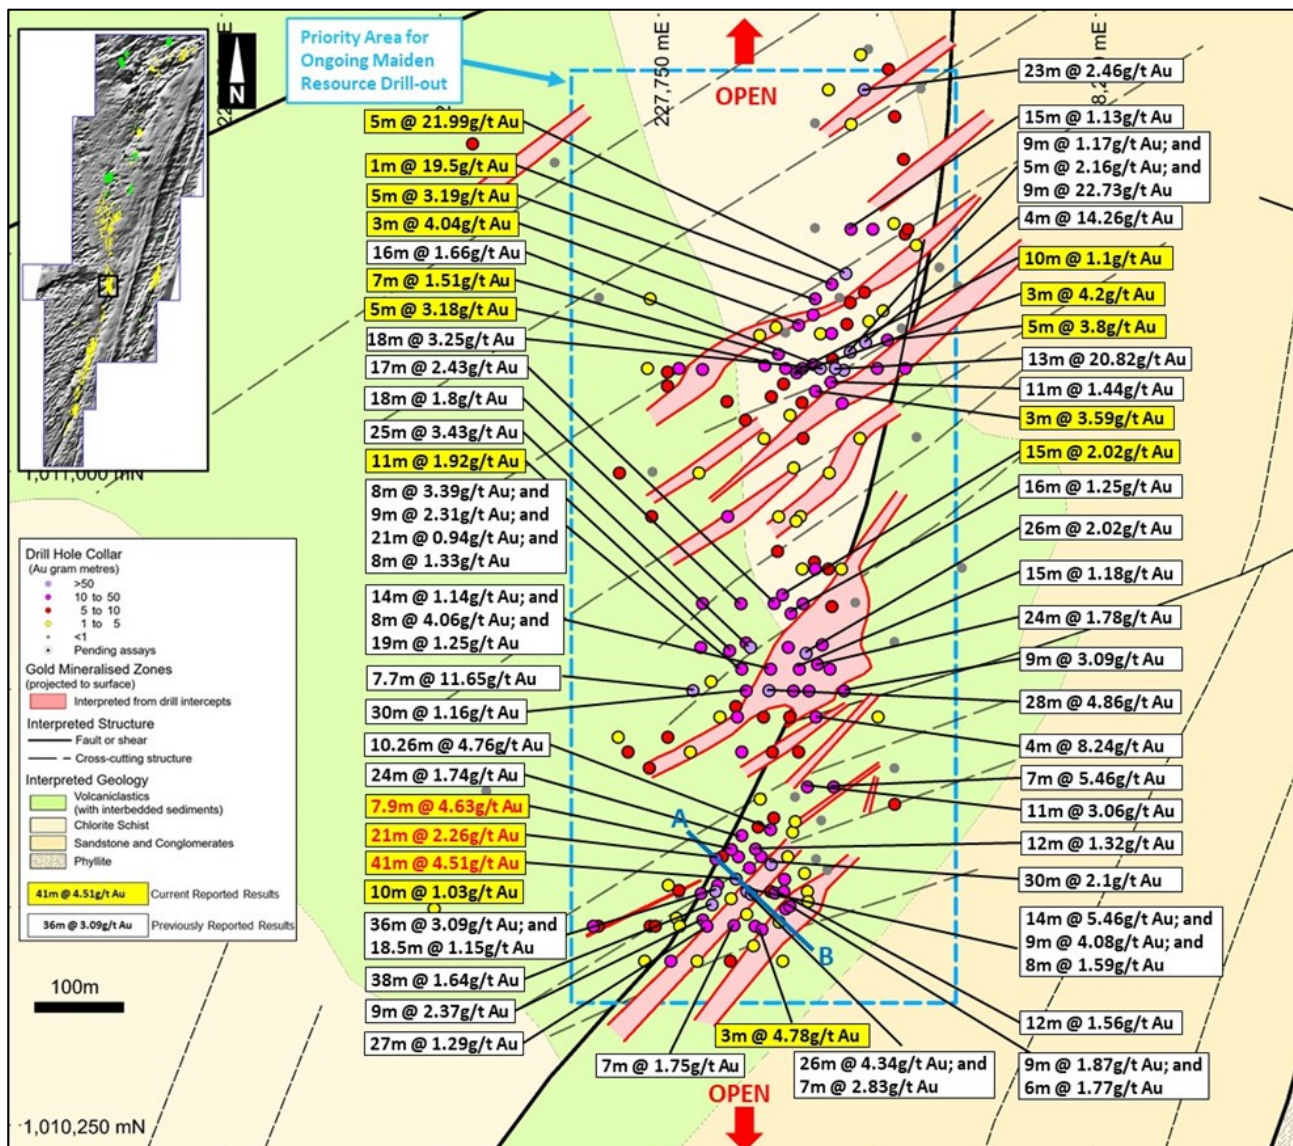 Priority Area for
Ongoing Maiden
Resource Drill-out
N
OPEN
227,750 mE
5m @ 21.99g/t Au
1m @ 19.5g/t Au
5m @ 3.19g/t Au
3m @ 4.04g/t Au
16m @ 1.66g/t Au
7m @ 1.51g/t Au
5m @ 3.18g/t Au
18m @ 3.25g/t Au
17m @ 2.43g/t Au
18m @ 1.8g/t Au
25m @ 3.43g/t Au
11m @ 1.92g/t Au
8m @ 3.39g/t Au; and
9m @ 2.31g/t Au; and
21m @ 0.94g/t Au; and
8m @ 1.33g/t Au
14m @ 1.14g/t Au; and
8m @ 4.06g/t Au; and
19m @ 1.25g/t Au
7.7m @ 11.65g/t Au
30m @ 1.16g/t Au
10.26m @ 4.76g/t Au
24m @ 1.74g/t Au
7.9m @ 4.63g/t Au
21m @ 2.26g/t Au
41m @ 4.51g/t Au
10m @ 1.03g/t Au
36m @ 3.09g/t Au; and
18.5m @ 1.15g/t Au
38m @ 1.64g/t Au
9m @ 2.37g/t Au
27m @ 1.29g/t Au
23m @ 2.46g/t Au
15m @ 1.13g/t Au
9m @ 1.17g/t Au; and
5m @ 2.16g/t Au; and
9m @ 22.73g/t Au
4m @ 14.26g/t Au
10m @ 1.1g/t Au
3m @ 4.2g/t Au
5m @ 3.8g/t Au
13m @ 20.82g/t Au
11m @ 1.44g/t Au
3m @ 3.59g/t Au
15m @ 2.02g/t Au
16m @ 1.25g/t Au
26m @ 2.02g/t Au
15m @ 1.18g/t Au
24m @ 1.78g/t Au
9m @ 3.09g/t Au
28m @ 4.86g/t Au
4m @ 8.24g/t Au
7m @ 5.46g/t Au
11m @ 3.06g/t Au
12m @ 1.32g/t Au
30m @ 2.1g/t Au
14m @ 5.46g/t Au; and
9m @ 4.08g/t Au; and
8m @ 1.59g/t Au
12m @ 1.56g/t Au
9m @ 1.87g/t Au; and
6m @ 1.77g/t Au
3m @ 4.78g/t Au
7m @ 1.75g/t Au
26m @ 4.34g/t Au; and
7m @ 2.83g/t Au
A
B
OPEN
1,011,000 mN
Drill Hole Collar
(Au gram metres)
>50
10 to 50
5 to 10
1 to 5
<1
Pending assays
Gold Mineralised Zones
(projected to surface)
Interpreted from drill intercepts
Interpreted Structure
Fault or shear
Cross-cutting structure
Interpreted Geology
Volcaniclastics
(with interbedded sediments)
Chlorite Schist
Sandstone and Conglomerates
Phyllite
41m @ 4.51g/t Au Current Reported Results
36m @ 3.09g/t Au Previously Reported Results
100m
1,010,250 mN